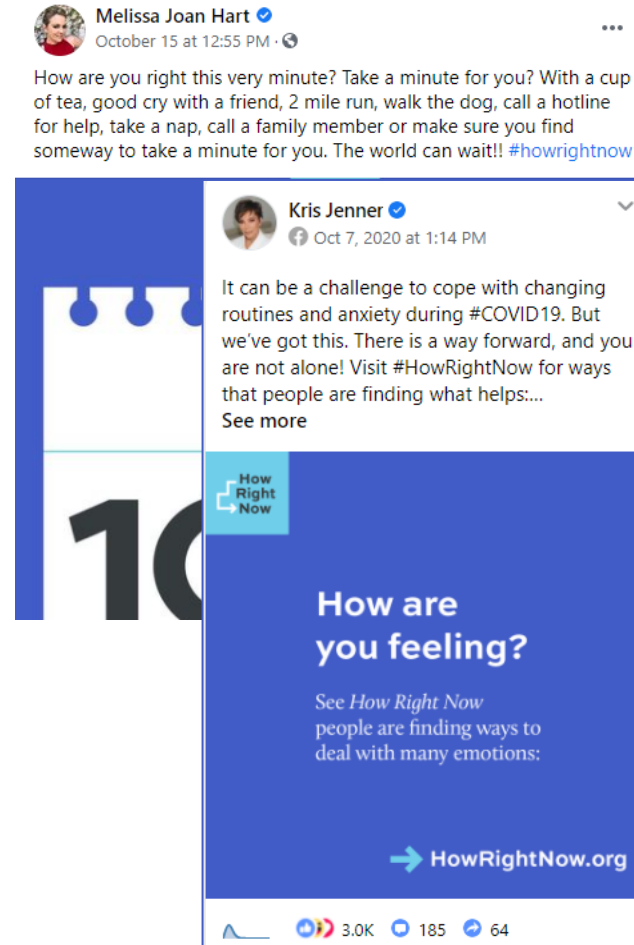 Melissa Joan Hart
October 15 at 12:55 PM ·
How are you right this very minute? Take a minute for you? With a cup
of tea, good cry with a friend, 2 mile run, walk the dog, call a hotline
for help, take a nap, call a family member or make sure you find
someway to take a minute for you. The world can wait!! #howrightnow
Kris Jenner
Oct 7, 2020 at 1:14 PM
It can be a challenge to cope with changing
routines and anxiety during #COVID19. But
we've got this. There is a way forward, and you
are not alone! Visit #HowRightNow for ways
that people are finding what helps:...
See more
How
Right
Now
How are
you feeling?
See How Right Now
people are finding ways to
deal with many emotions:
HowRightNow.org
3.0K 185 64